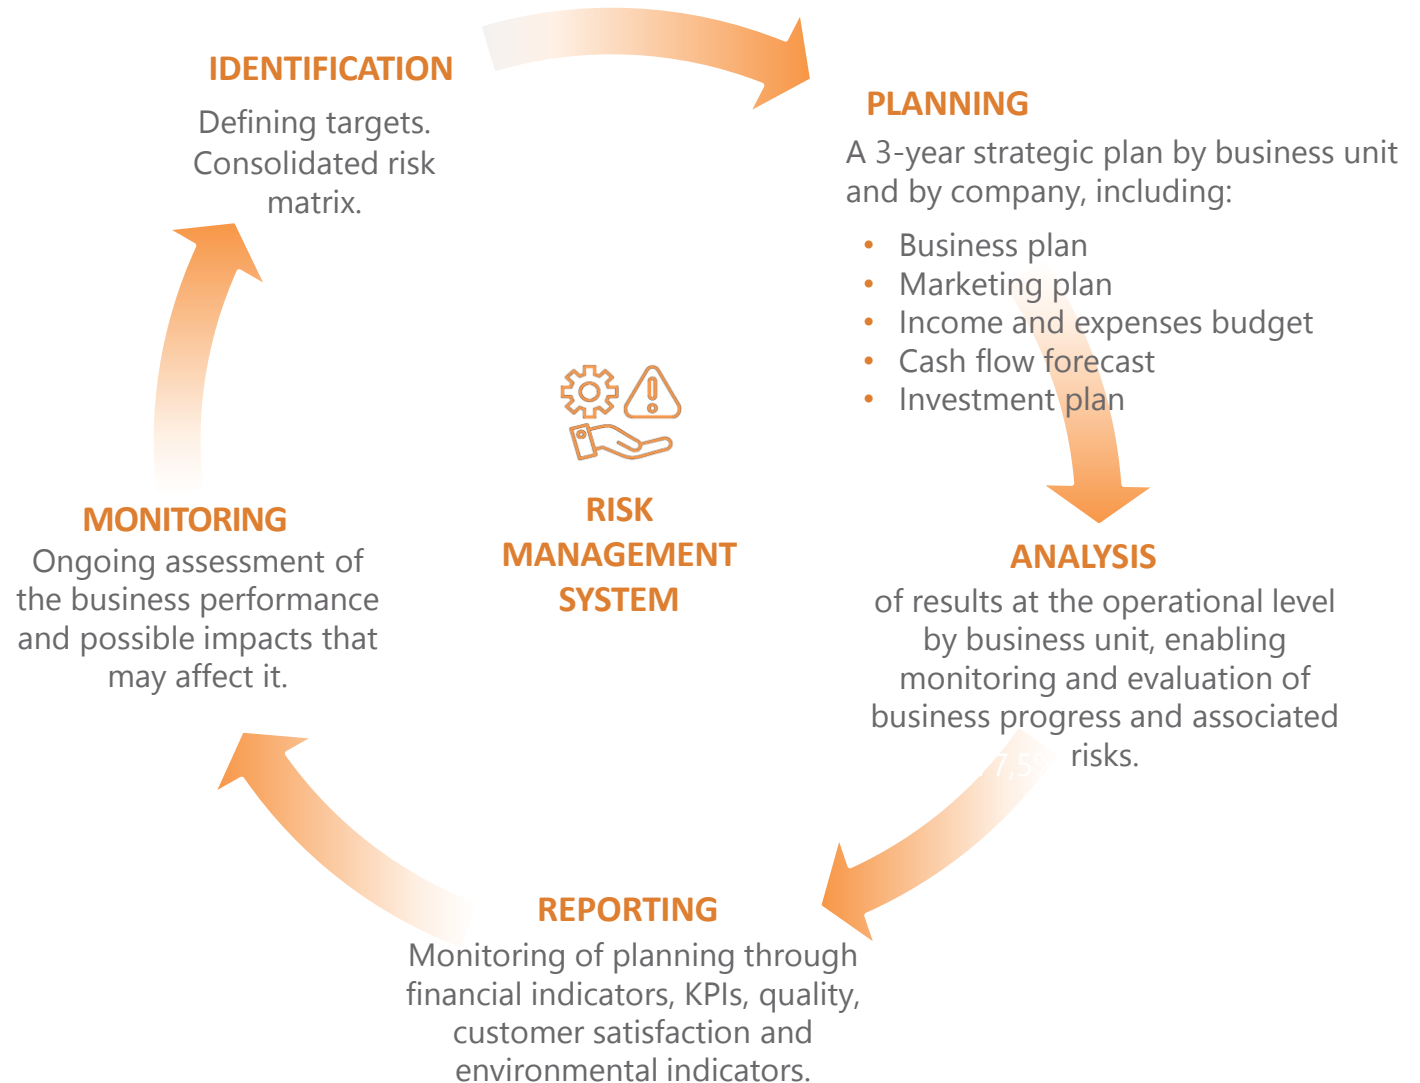 IDENTIFICATION
Defining targets.
Consolidated risk
matrix.
PLANNING
A 3-year strategic plan by business unit
and by company, including:
• Business plan
• Marketing plan
• Income and expenses budget
• Cash flow forecast
• Investment plan
ANALYSIS
of results at the operational level
by business unit, enabling
monitoring and evaluation of
business progress and associated
risks.
REPORTING
Monitoring of planning through
financial indicators, KPIs, quality,
customer satisfaction and
environmental indicators.
MONITORING
Ongoing assessment of
the business performance
and possible impacts that
may affect it.
RISK
MANAGEMENT
SYSTEM